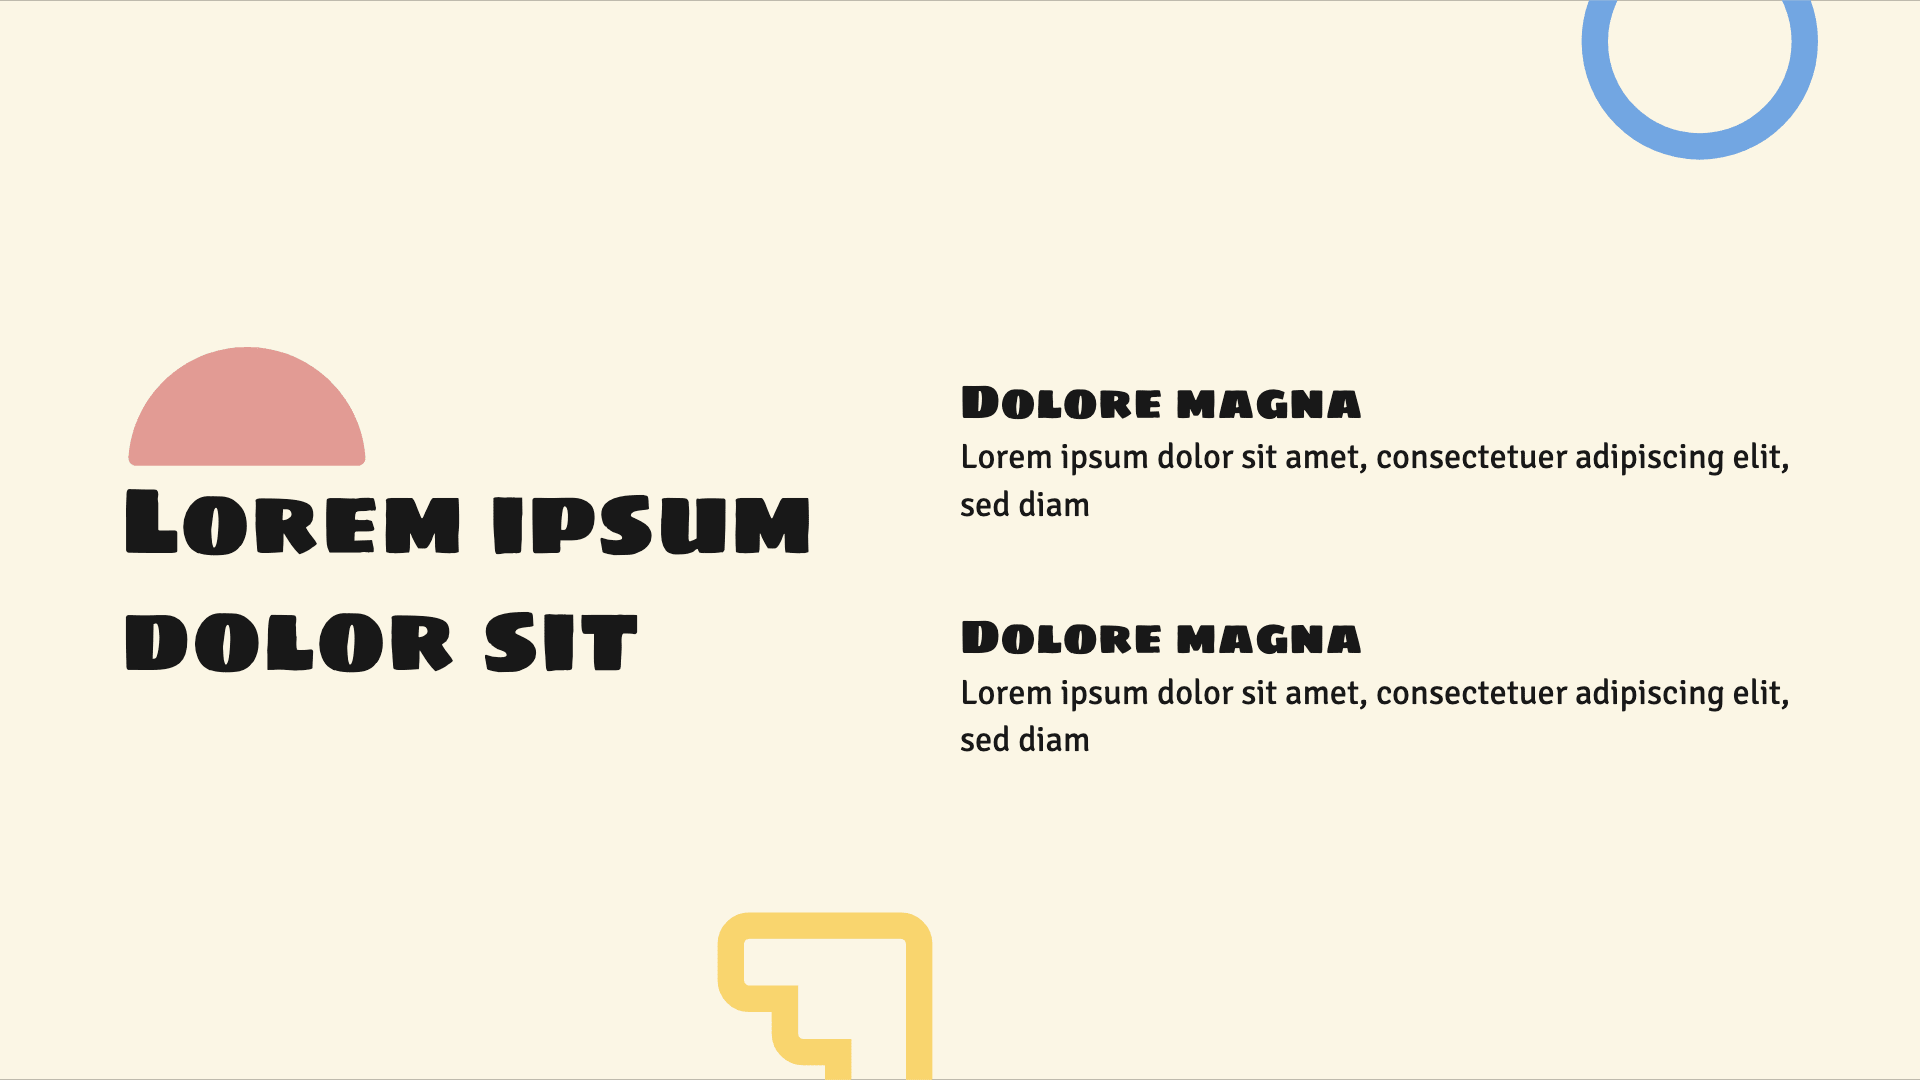 Lorem ipsum
dolor sit
Dolore magna
Lorem ipsum dolor sit amet, consectetuer adipiscing elit,
sed diam
Dolore magna
Lorem ipsum dolor sit amet, consectetuer adipiscing elit,
sed diam